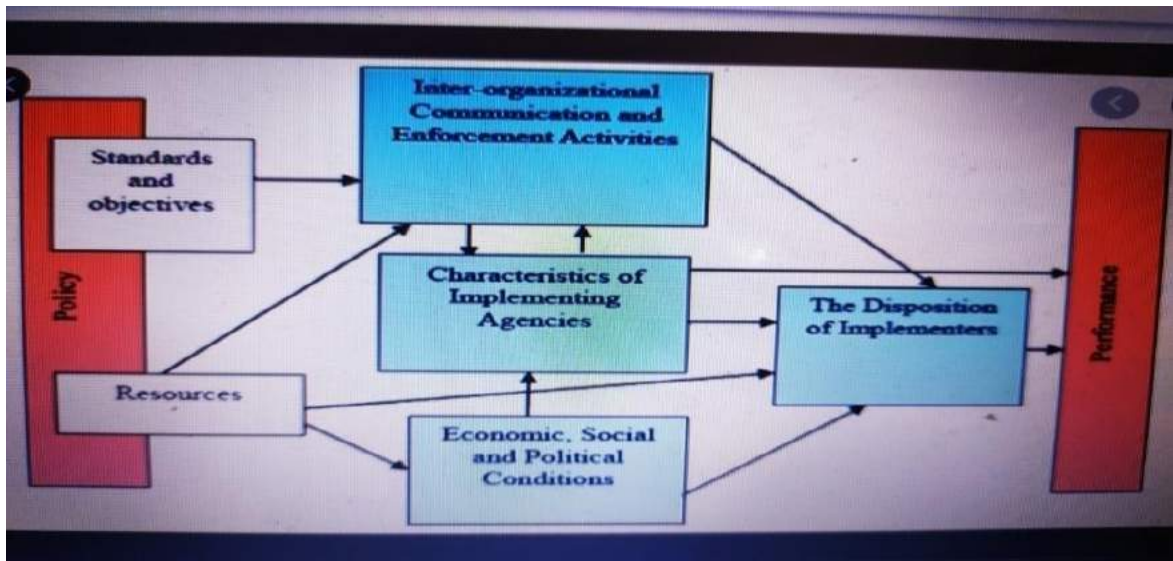 Policy
Standards
and
objectives
Resources
Inter-organizational
Communication and
Enforcement Activities
Characteristics of
Implementing
Agencies
Economic, Social
and Political
Conditions
The Disposition
of Implementers
Performance